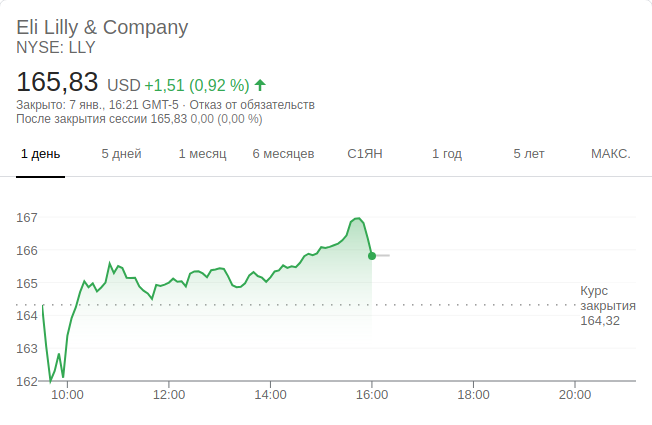 Eli Lilly & Company
NYSE: LLY
165,83 USD +1,51 (0,92 %)
Закрыто: 7 янв., 16:21 GMT-5 · Отказ от обязательств
После закрытия сессии 165,83 0,00 (0,00 %)
1 день 5 дней 1 месяц 6 месяцев С1ЯН 1 год 5 лет МАКС.
167
166
165
Курс
закрытия
164,32
164
163
162
10:00 12:00 14:00 16:00 18:00 20:00